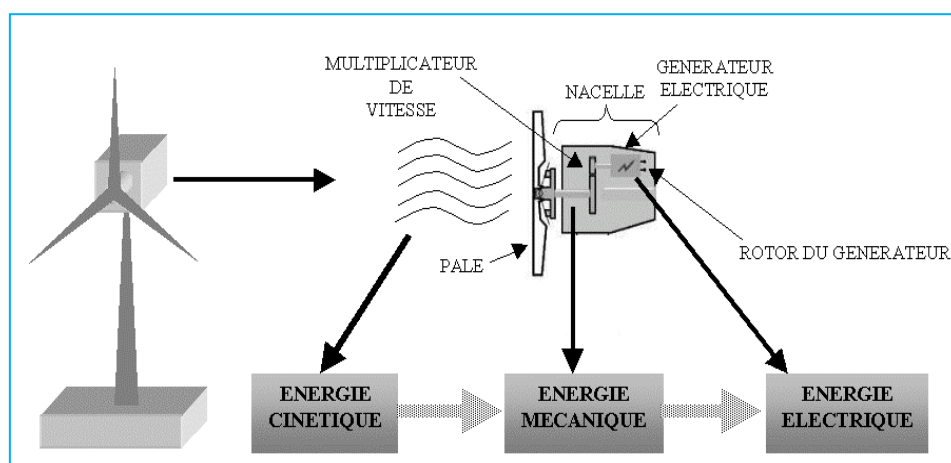 MULTIPLICATEUR
DE
VITESSE
NACELLE
GENERATEUR
ELECTRIQUE
PALE
ROTOR DU GENERATEUR
ENERGIE
CINETIQUE
ENERGIE
MECANIQUE
ENERGIE
ELECTRIQUE